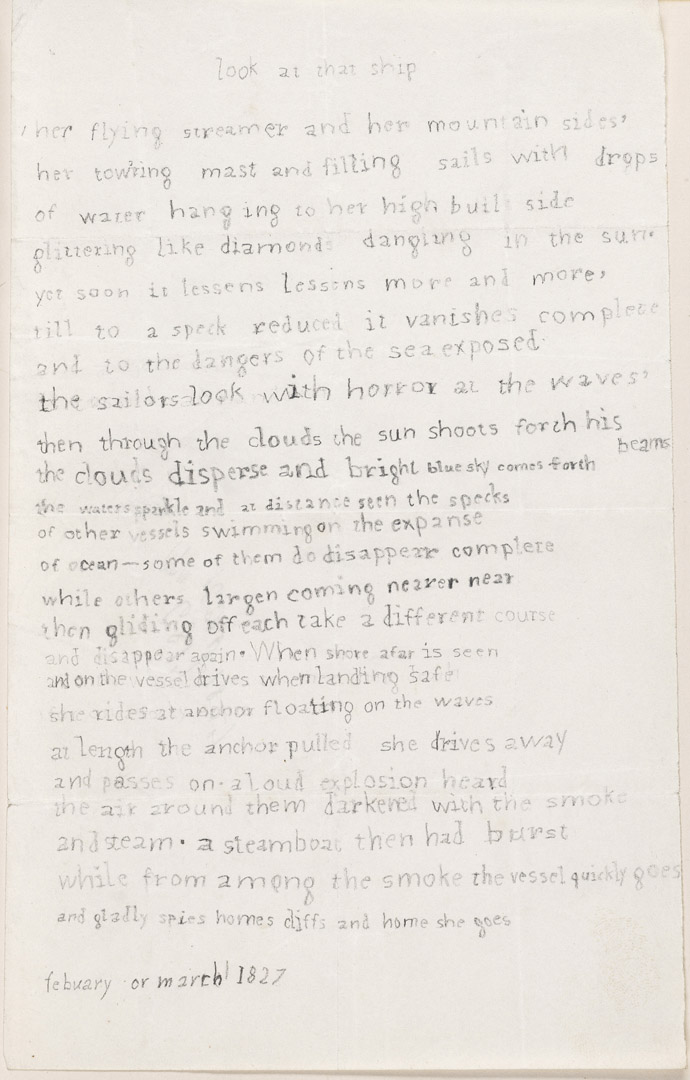 look at that ship
her flying streamer and her mountain sides,
her tow'ring mast and filling sails with drops
of water hanging to her high buil side
glittering like diamonds dangling in the sun.
yet soon it lessens lessens more and more,
till to a speck reduced it vanishes complete
and to the dangers of the sea exposed
the sailors look with horror at the waves,
then through the clouds the sun shoots forth his
beams
the clouds disperse and bright blue sky comes forth
the waters sparkle and at distance seen the specks
of other vessels swimming on the expanse
of ocean—some of them do disappear complete
while others largen coming nearer near
then gliding off each take a different course
and disappear again. When shore afar is seen
and on the vessel drives when landing safe
she rides at anchor floating on the waves
at length the anchor pulled she drives away
and passes on. a loud explosion heard
the air around them darkened with the smoke
and steam. a steamboat then had burst
while from among the smoke the vessel quickly goes
and gladly spies homes cliffs and home she goes
febuary or march 1827